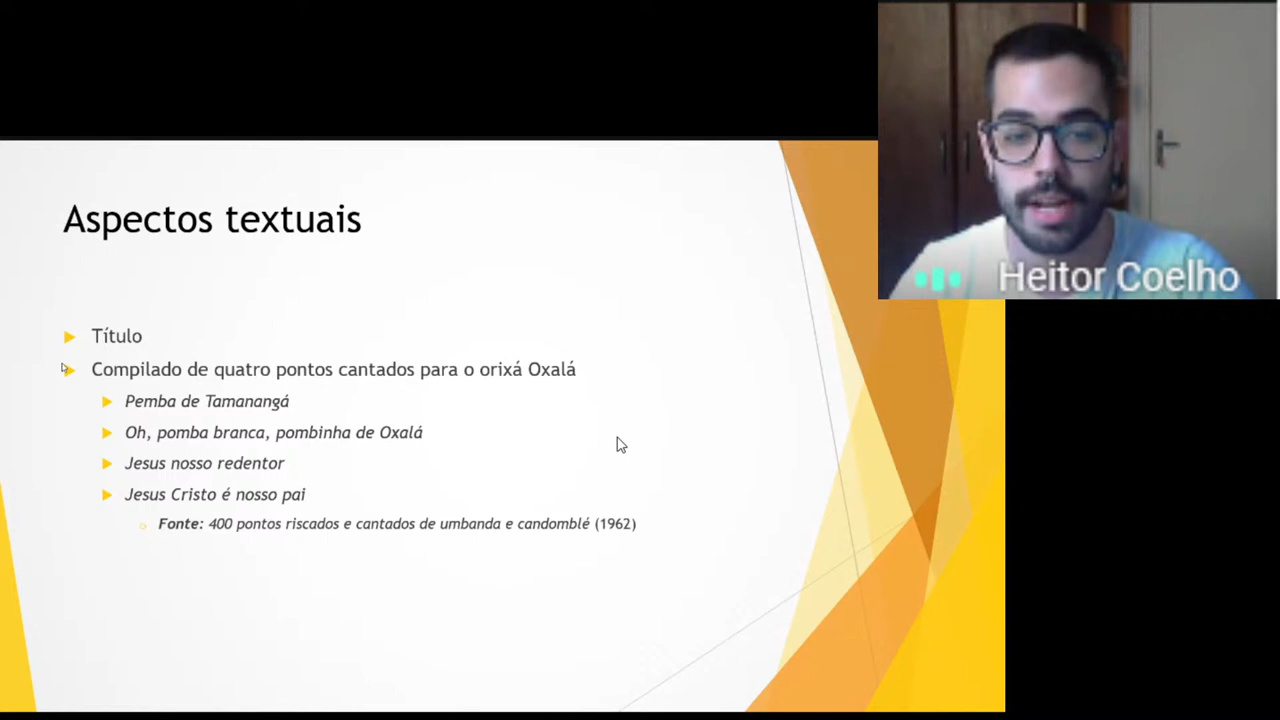 Aspectos textuais
Heitor Coelho
Título
Compilado de quatro pontos cantados para o orixá Oxalá
Pemba de Tamanangá
Oh, pomba branca, pombinha de Oxalá
Jesus nosso redentor
Jesus Cristo é nosso pai
Fonte: 400 pontos riscados e cantados de umbanda e candomblé (1962)